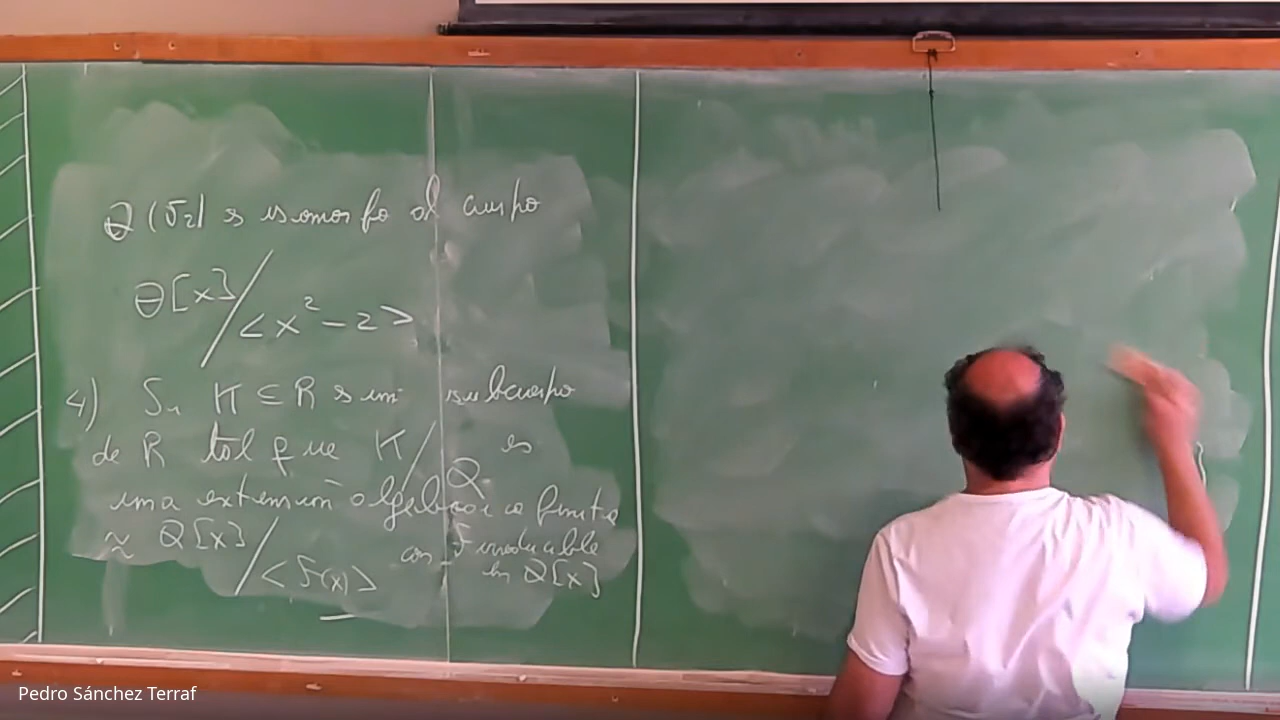 Q(√2) es isomorfo al cuerpo
Q[x]/<x²-2>
4) Si K ⊆ R es un subcuerpo
de R tal que K/Q es
una extensión algebraica finita
≈ Q[x]/<F(x)> con F irreducible
en Q[x]
Pedro Sánchez Terraf